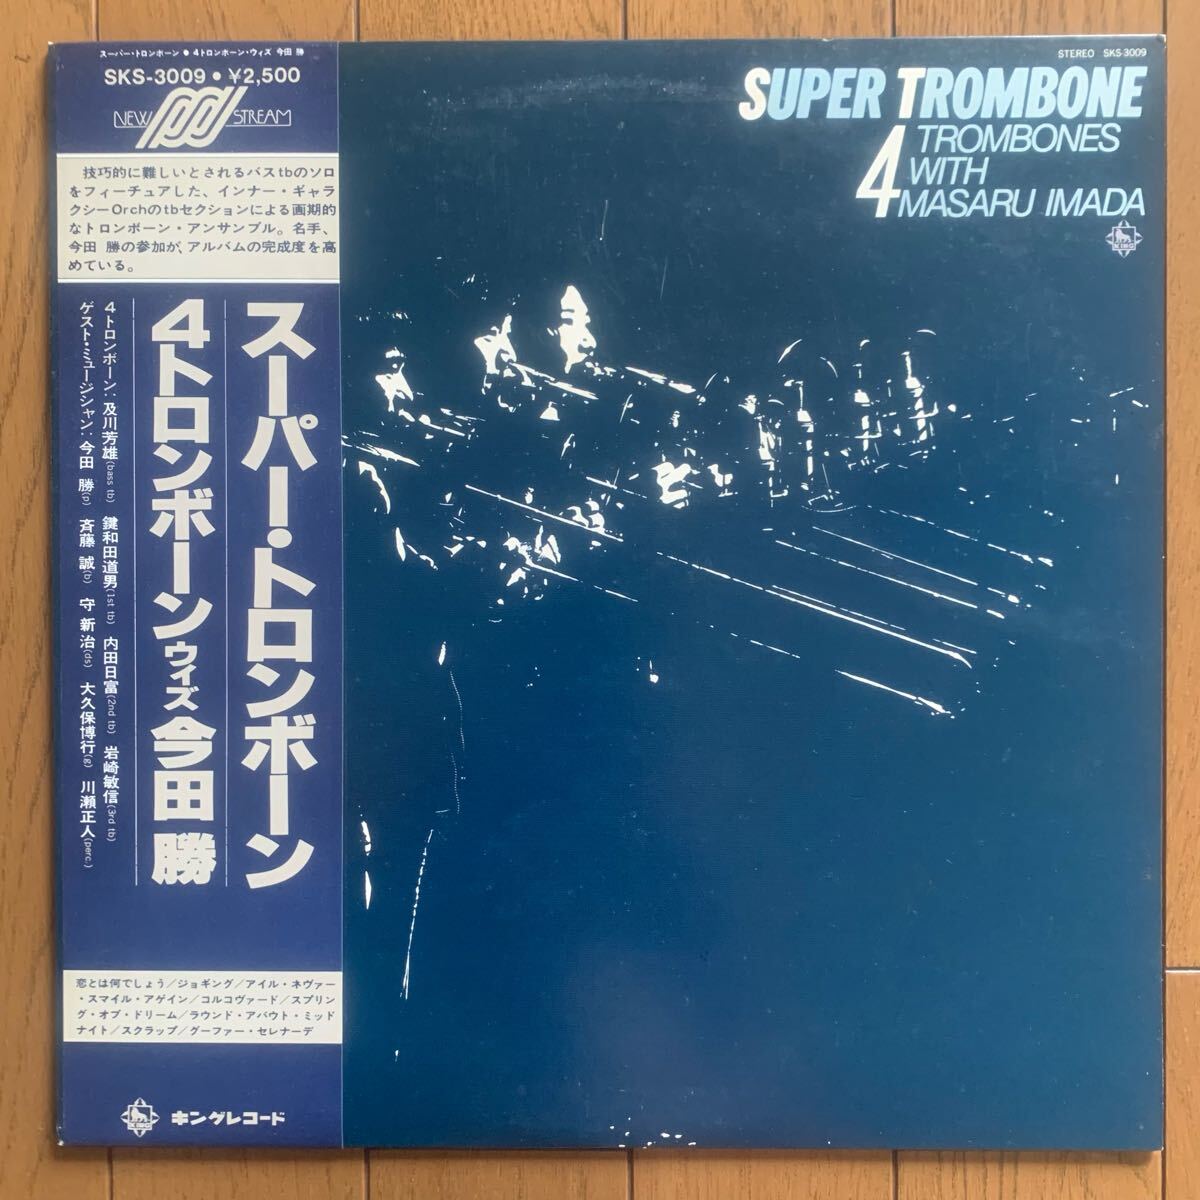 スーパー・トロンボーン ● 4トロンボーン・ウィズ 今田 勝
SKS-3009 • ¥2,500
NEW STREAM
技巧的に難しいとされるバスtbのソロ
をフィーチュアした、インナー・ギャラ
クシーOrchのtbセクションによる画期的
なトロンボーン・アンサンブル。名手、
今田 勝の参加が、アルバムの完成度を高
めている。
スーパー・トロンボーン
4トロンボーン ウィズ 今田 勝
4トロンボーン：及川芳雄(bass tb) 鍵和田道男(1st tb) 内田日富(2nd tb) 岩崎敏信(3rd tb)
ゲスト・ミュージシャン：今田 勝(p) 斉藤 誠(b) 守 新治(ds) 大久保博行(g) 川瀬正人(perc.)
恋とは何でしょう／ジョギング／アイル・ネヴァー
・スマイル・アゲイン／コルコヴァード／スプリン
グ・オブ・ドリーム／ラウンド・アバウト・ミッド
ナイト／スクラップ／グーファー・セレナーデ
KING
キングレコード
STEREO SKS-3009
SUPER TROMBONE
4 TROMBONES
WITH
MASARU IMADA
KING